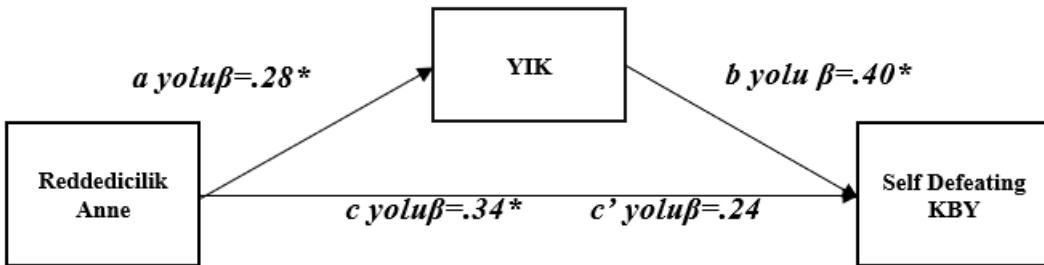 YIK
a yoluβ=.28*
b yolu β=.40*
Reddedicilik
Anne
c yoluβ=.34*
c’ yoluβ=.24
Self Defeating
KBY